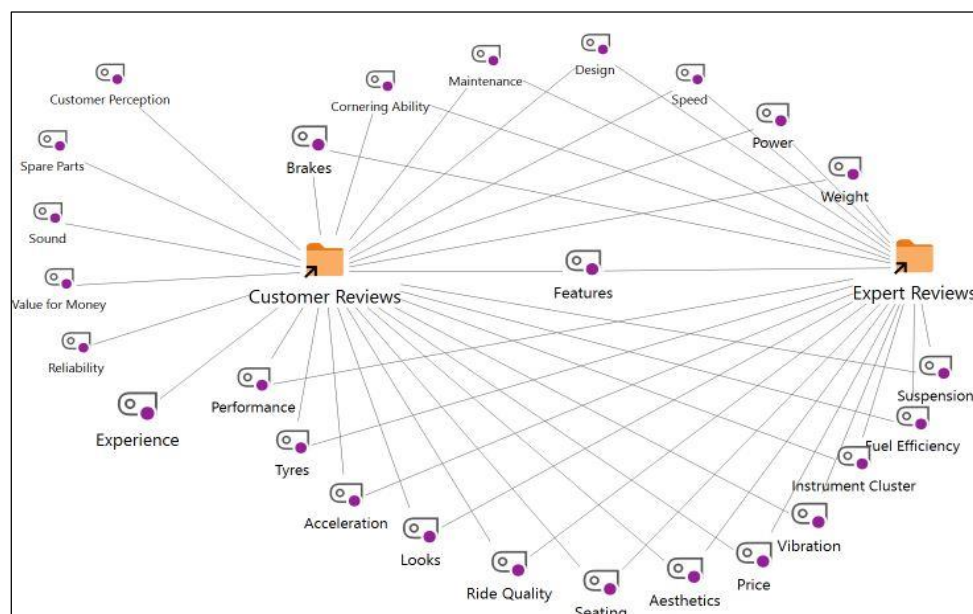 Design
Customer Perception
Maintenance
Speed
Cornering Ability
Power
Spare Parts
Brakes
Weight
Sound
Features
Customer Reviews
Expert Reviews
Value for Money
Reliability
Performance
Suspension
Experience
Tyres
Fuel Efficiency
Instrument Cluster
Acceleration
Vibration
Looks
Ride Quality
Price
Aesthetics
Seating